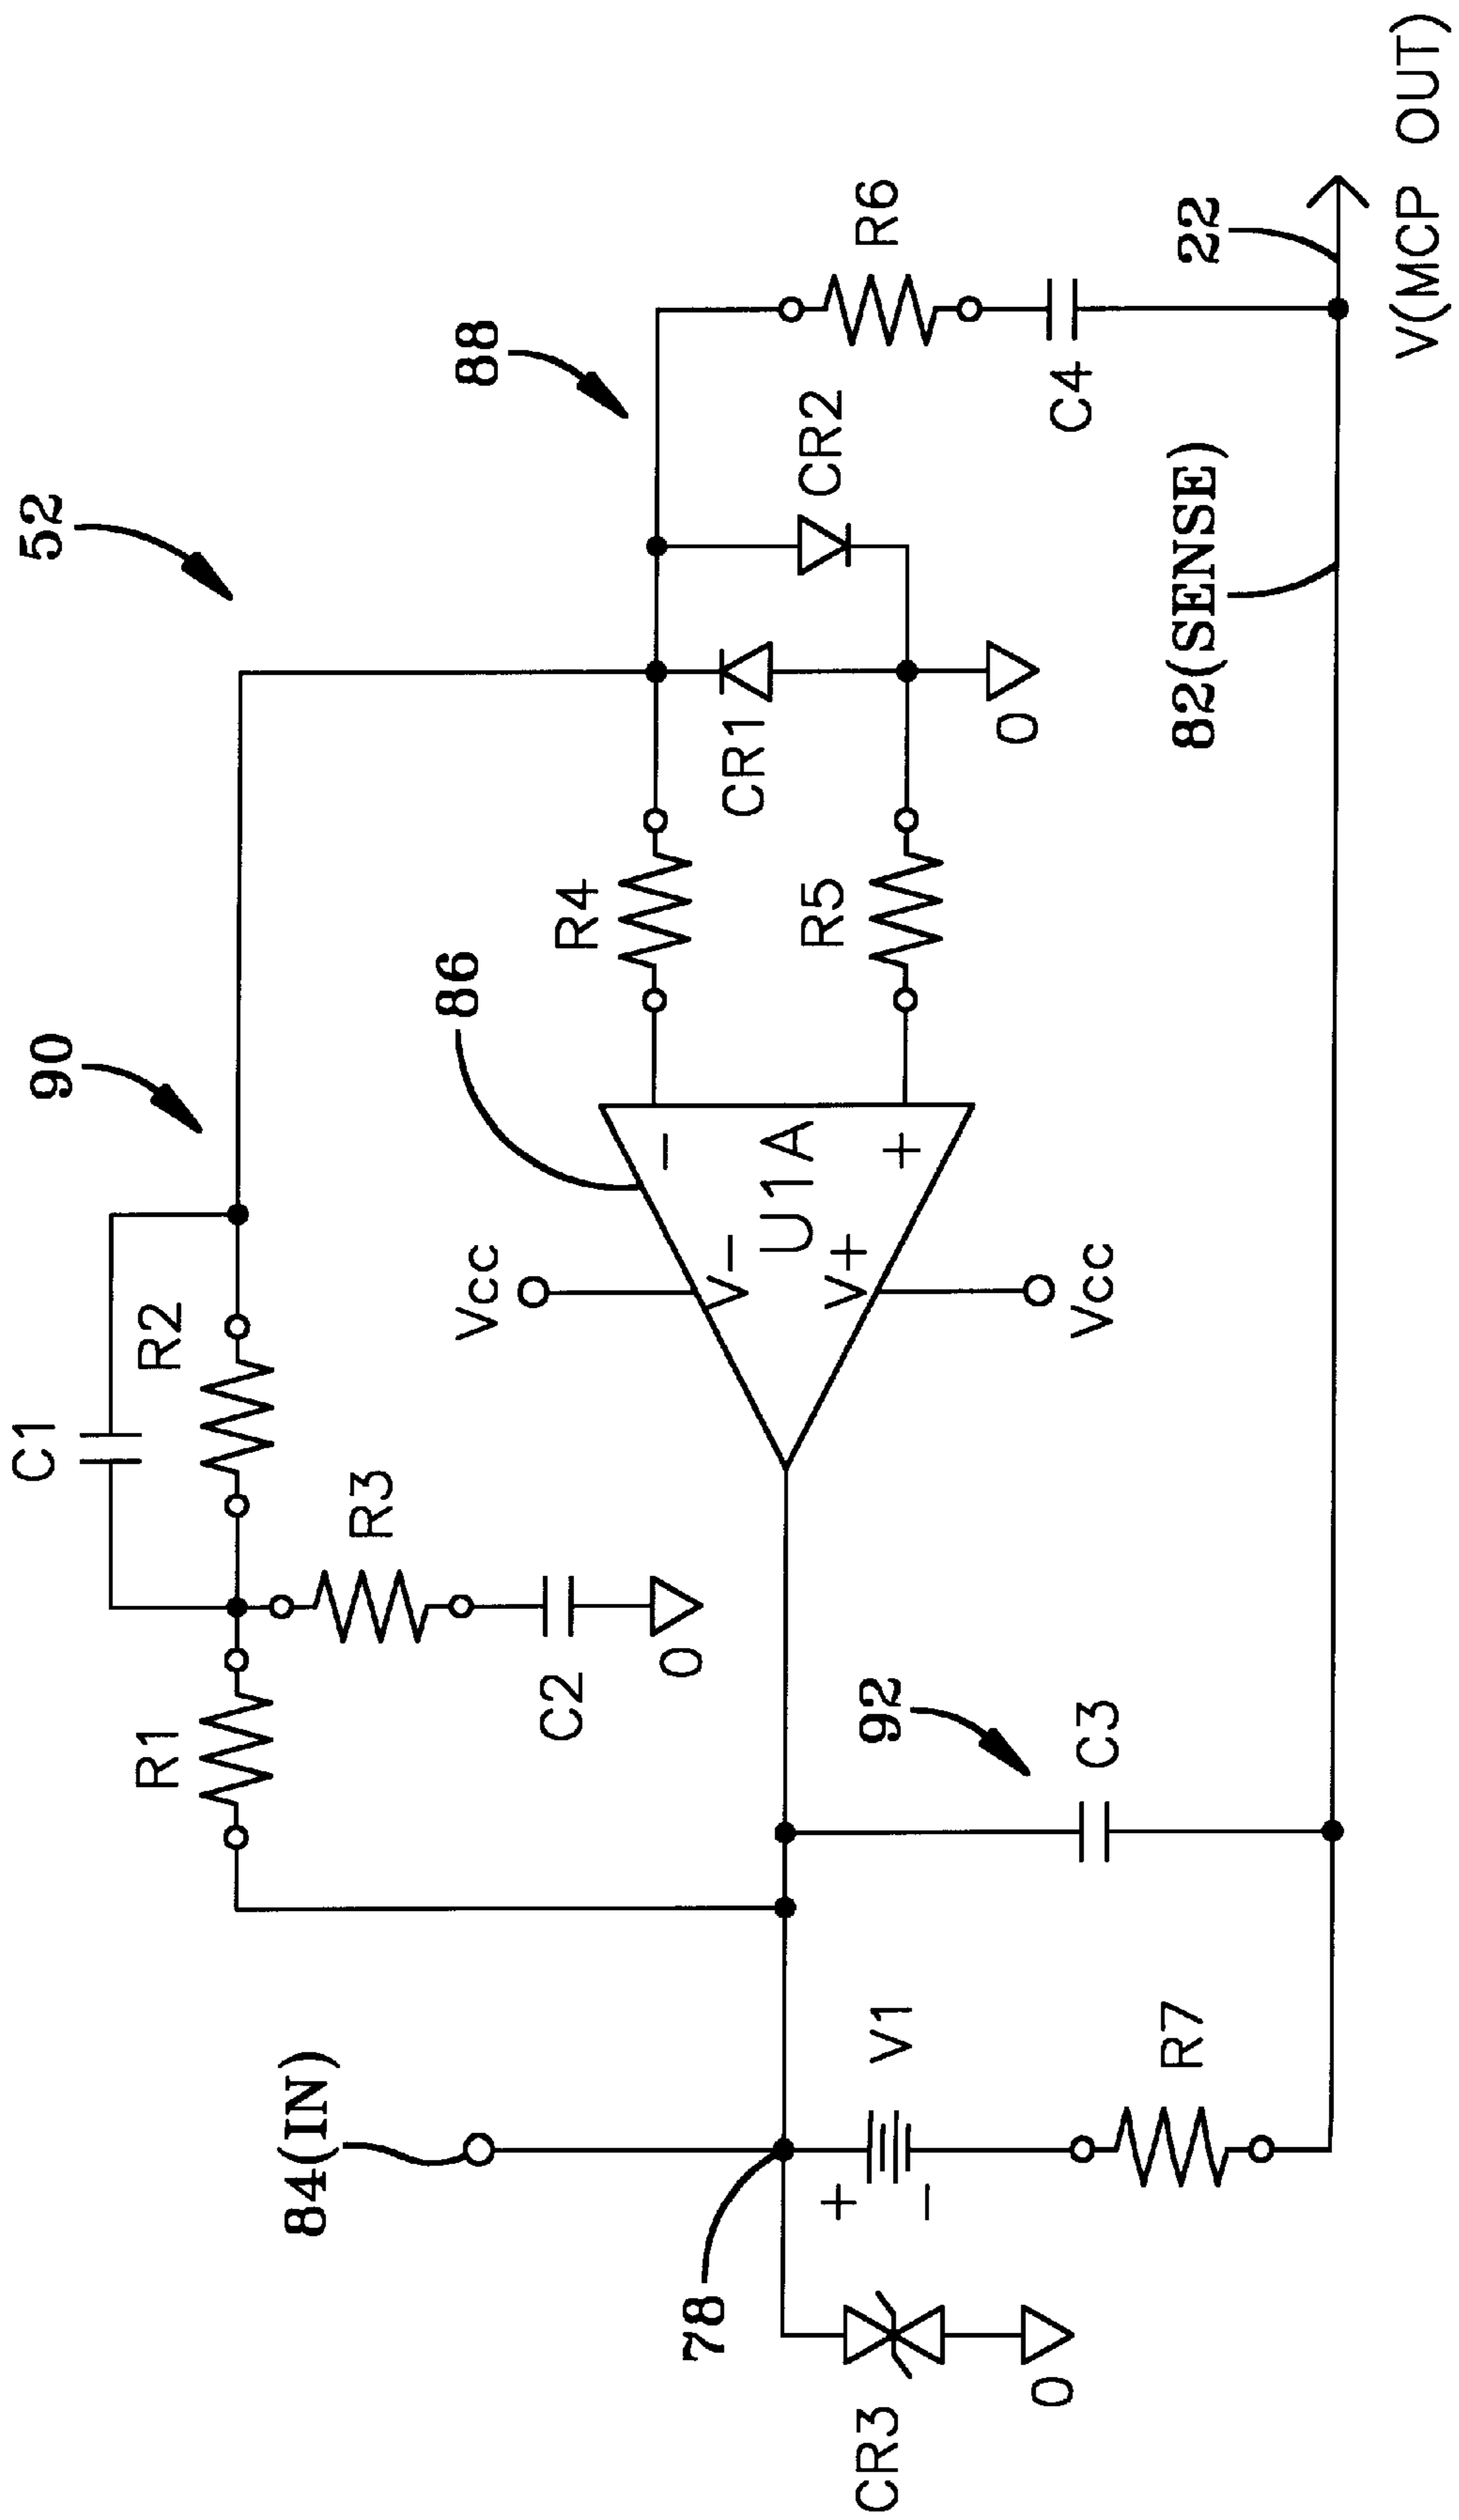 52
90
C1
R2
R1
R3
C2
0
88
86
Vcc
V-
U1A
-
+
V+
Vcc
R4
R5
CR1
CR2
0
R6
C4
22
82(SENSE)
V(MCP OUT)
92
C3
84(IN)
78
V1
+
-
R7
CR3
0